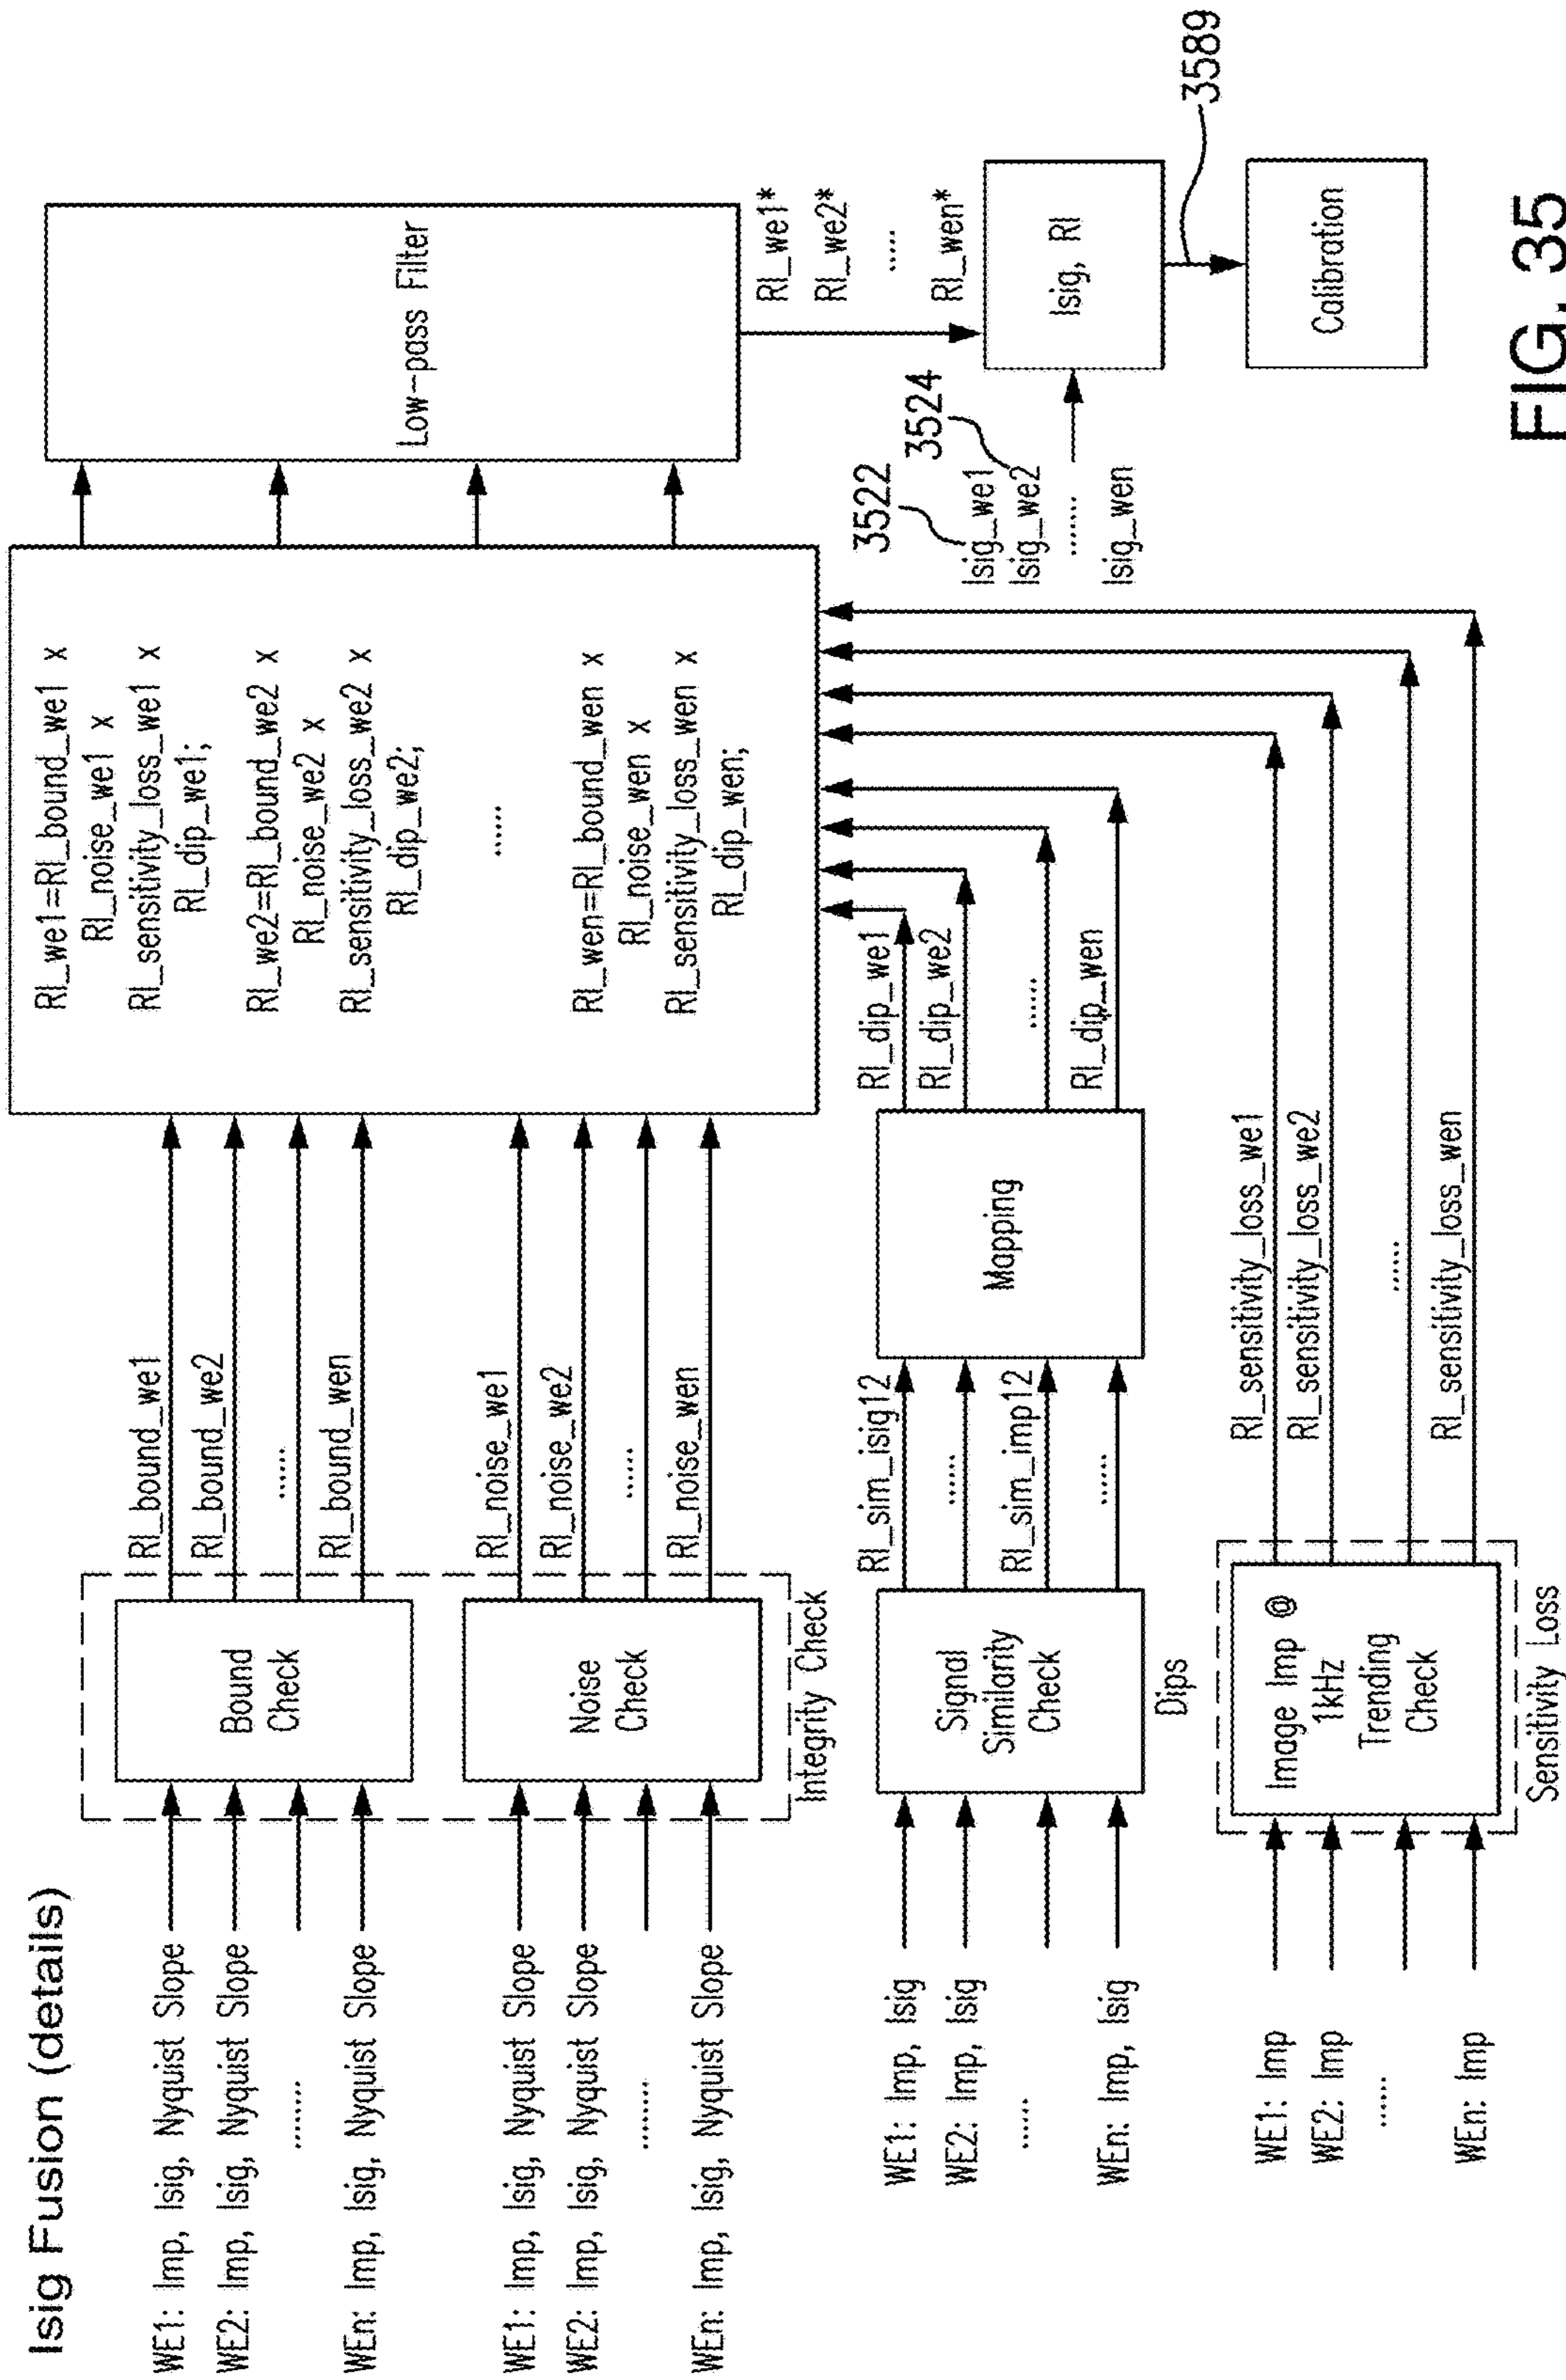 Isig Fusion (details)
WE1: Imp, Isig, Nyquist Slope
WE2: Imp, Isig, Nyquist Slope
........
WEn: Imp, Isig, Nyquist Slope
Bound
Check
RI_bound_we1
RI_bound_we2
......
RI_bound_wen
WE1: Imp, Isig, Nyquist Slope
WE2: Imp, Isig, Nyquist Slope
........
WEn: Imp, Isig, Nyquist Slope
Noise
Check
Integrity Check
RI_noise_we1
RI_noise_we2
......
RI_noise_wen
RI_we1=RI_bound_we1 x
RI_noise_we1 x
RI_sensitivity_loss_we1 x
RI_dip_we1;
RI_we2=RI_bound_we2 x
RI_noise_we2 x
RI_sensitivity_loss_we2 x
RI_dip_we2;
......
RI_wen=RI_bound_wen x
RI_noise_wen x
RI_sensitivity_loss_wen x
RI_dip_wen;
Low-pass Filter
RI_we1*
RI_we2*
.....
RI_wen*
WE1: Imp, Isig
WE2: Imp, Isig
......
WEn: Imp, Isig
Signal
Similarity
Check
Dips
RI_sim_isig12
......
RI_sim_imp12
......
Mapping
RI_dip_we1
RI_dip_we2
......
RI_dip_wen
3522
3524
Isig_we1
Isig_we2
.......
Isig_wen
Isig, RI
3589
Calibration
WE1: Imp
WE2: Imp
......
WEn: Imp
Image Imp @
1kHz
Trending
Check
Sensitivity Loss
RI_sensitivity_loss_we1
RI_sensitivity_loss_we2
......
RI_sensitivity_loss_wen
FIG. 35